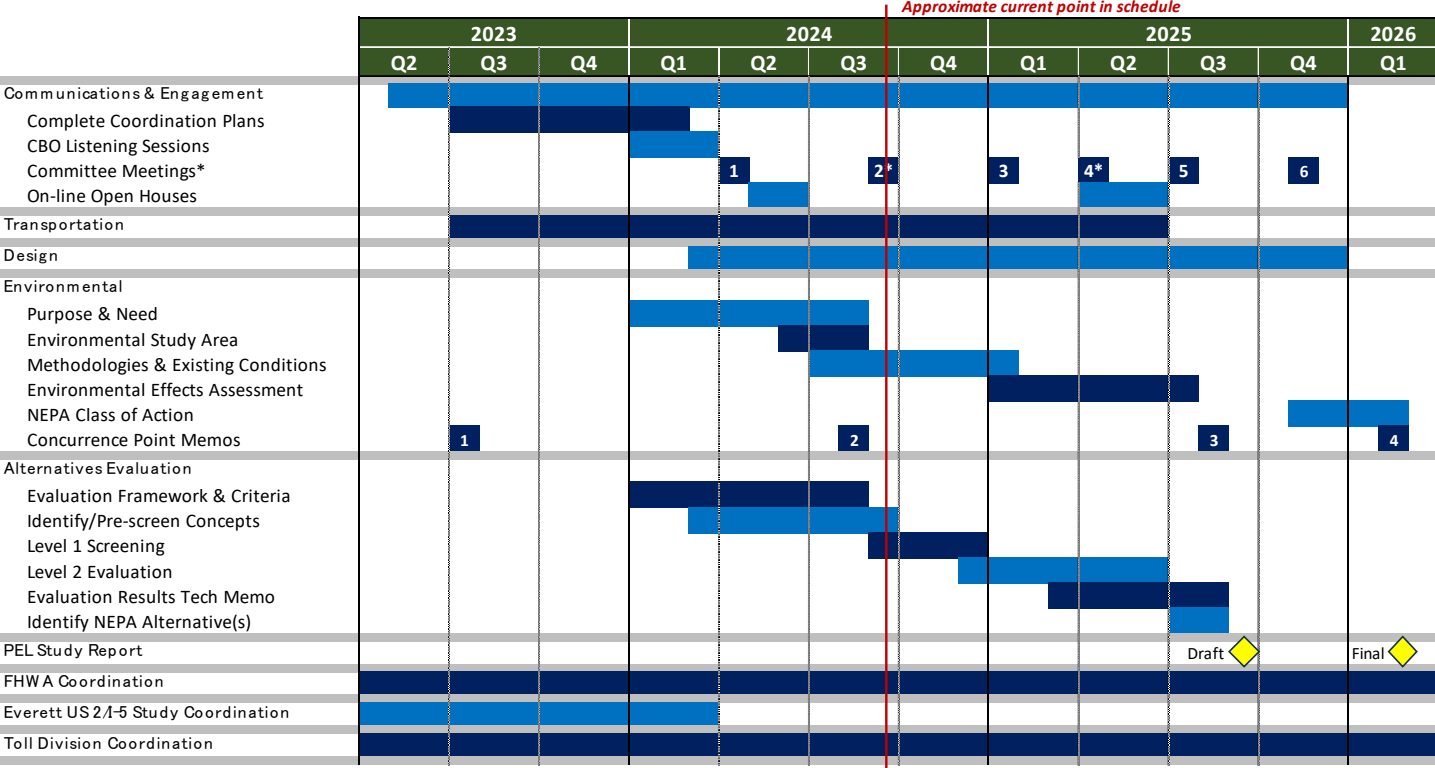 Approximate current point in schedule
2023 2024 2025 2026
Q2 Q3 Q4 Q1 Q2 Q3 Q4 Q1 Q2 Q3 Q4 Q1
Communications & Engagement
Complete Coordination Plans
CBO Listening Sessions
Committee Meetings* 1 2* 3 4* 5 6
On-line Open Houses
Transportation
Design
Environmental
Purpose & Need
Environmental Study Area
Methodologies & Existing Conditions
Environmental Effects Assessment
NEPA Class of Action
Concurrence Point Memos 1 2 3 4
Alternatives Evaluation
Evaluation Framework & Criteria
Identify/Pre-screen Concepts
Level 1 Screening
Level 2 Evaluation
Evaluation Results Tech Memo
Identify NEPA Alternative(s)
PEL Study Report Draft Final
FHWA Coordination
Everett US 2/I-5 Study Coordination
Toll Division Coordination